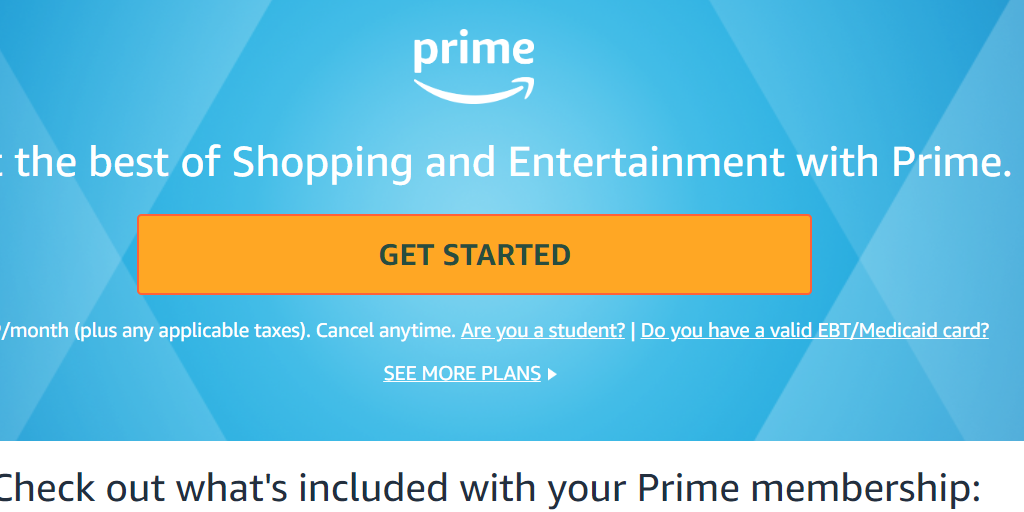 prime
the best of Shopping and Entertainment with Prime.
GET STARTED
/month (plus any applicable taxes). Cancel anytime. Are you a student? | Do you have a valid EBT/Medicaid card?
SEE MORE PLANS
Check out what's included with your Prime membership: